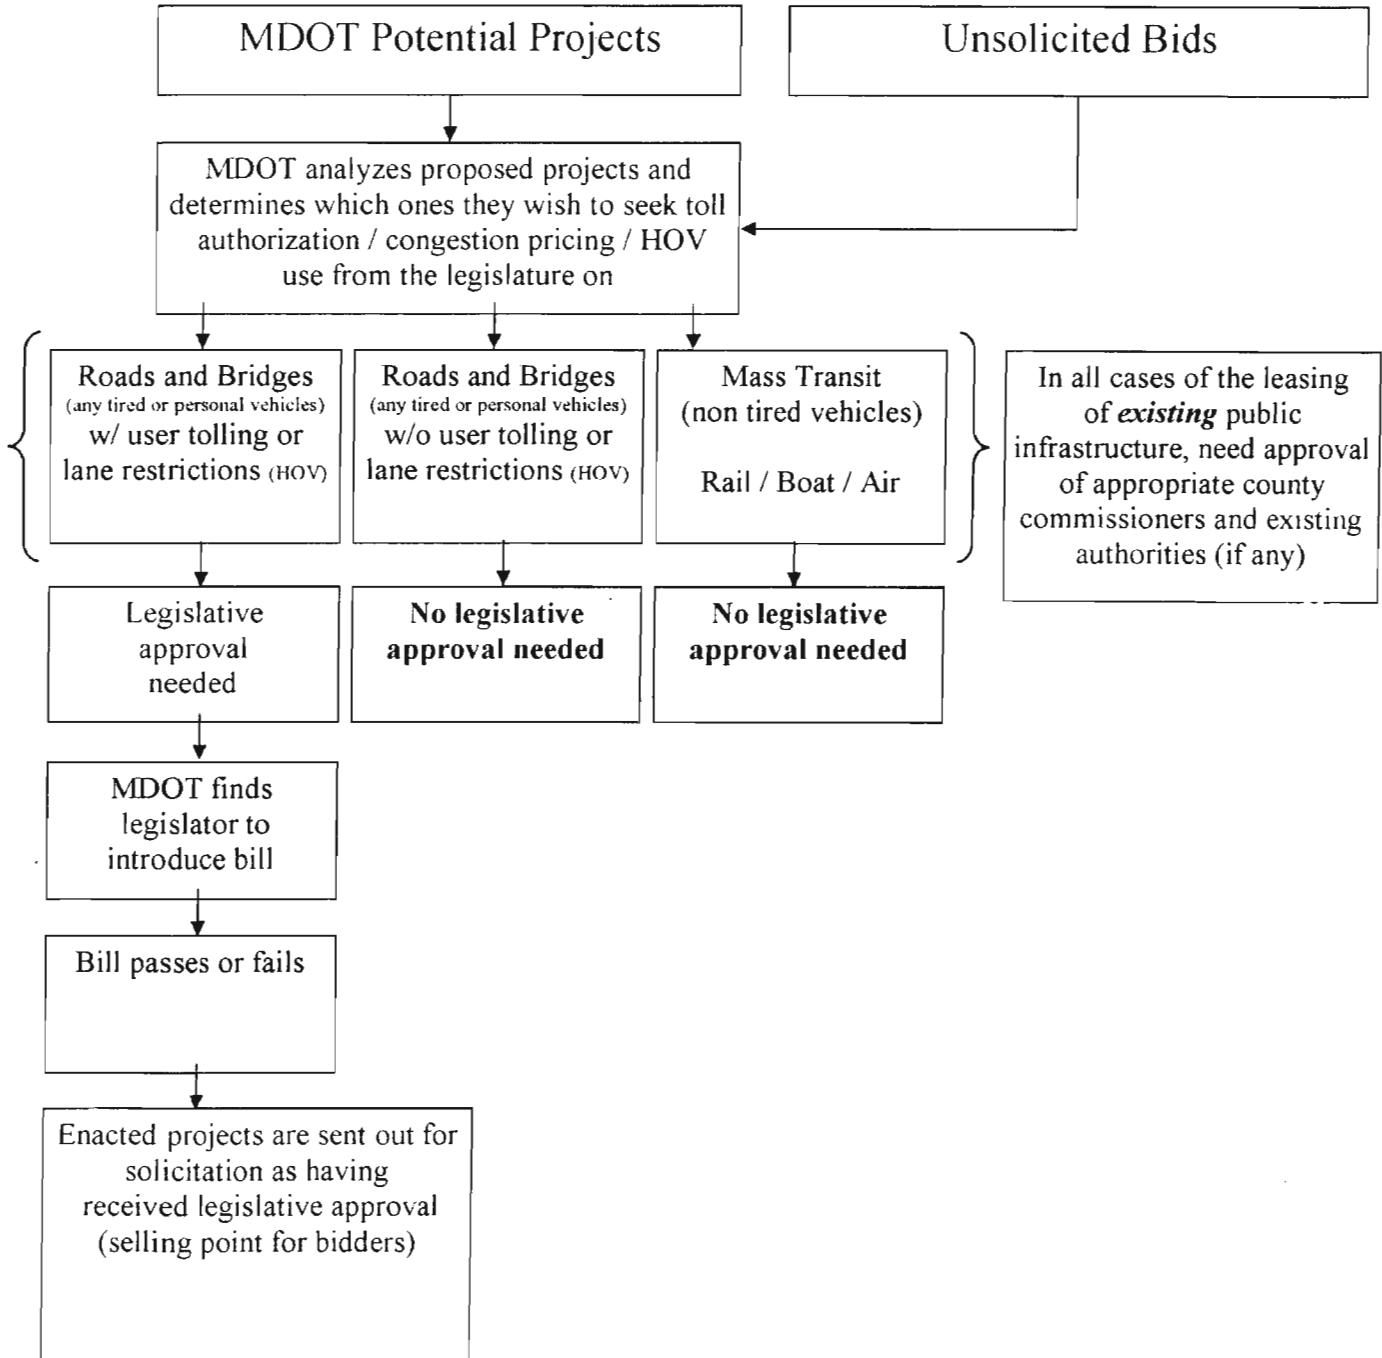 MDOT Potential Projects
Unsolicited Bids
MDOT analyzes proposed projects and
determines which ones they wish to seek toll
authorization / congestion pricing / HOV
use from the legislature on
Roads and Bridges
(any tired or personal vehicles)
w/ user tolling or
lane restrictions (HOV)
Roads and Bridges
(any tired or personal vehicles)
w/o user tolling or
lane restrictions (HOV)
Mass Transit
(non tired vehicles)
Rail / Boat / Air
In all cases of the leasing
of existing public
infrastructure, need approval
of appropriate county
commissioners and existing
authorities (if any)
Legislative
approval
needed
No legislative
approval needed
No legislative
approval needed
MDOT finds
legislator to
introduce bill
Bill passes or fails
Enacted projects are sent out for
solicitation as having
received legislative approval
(selling point for bidders)